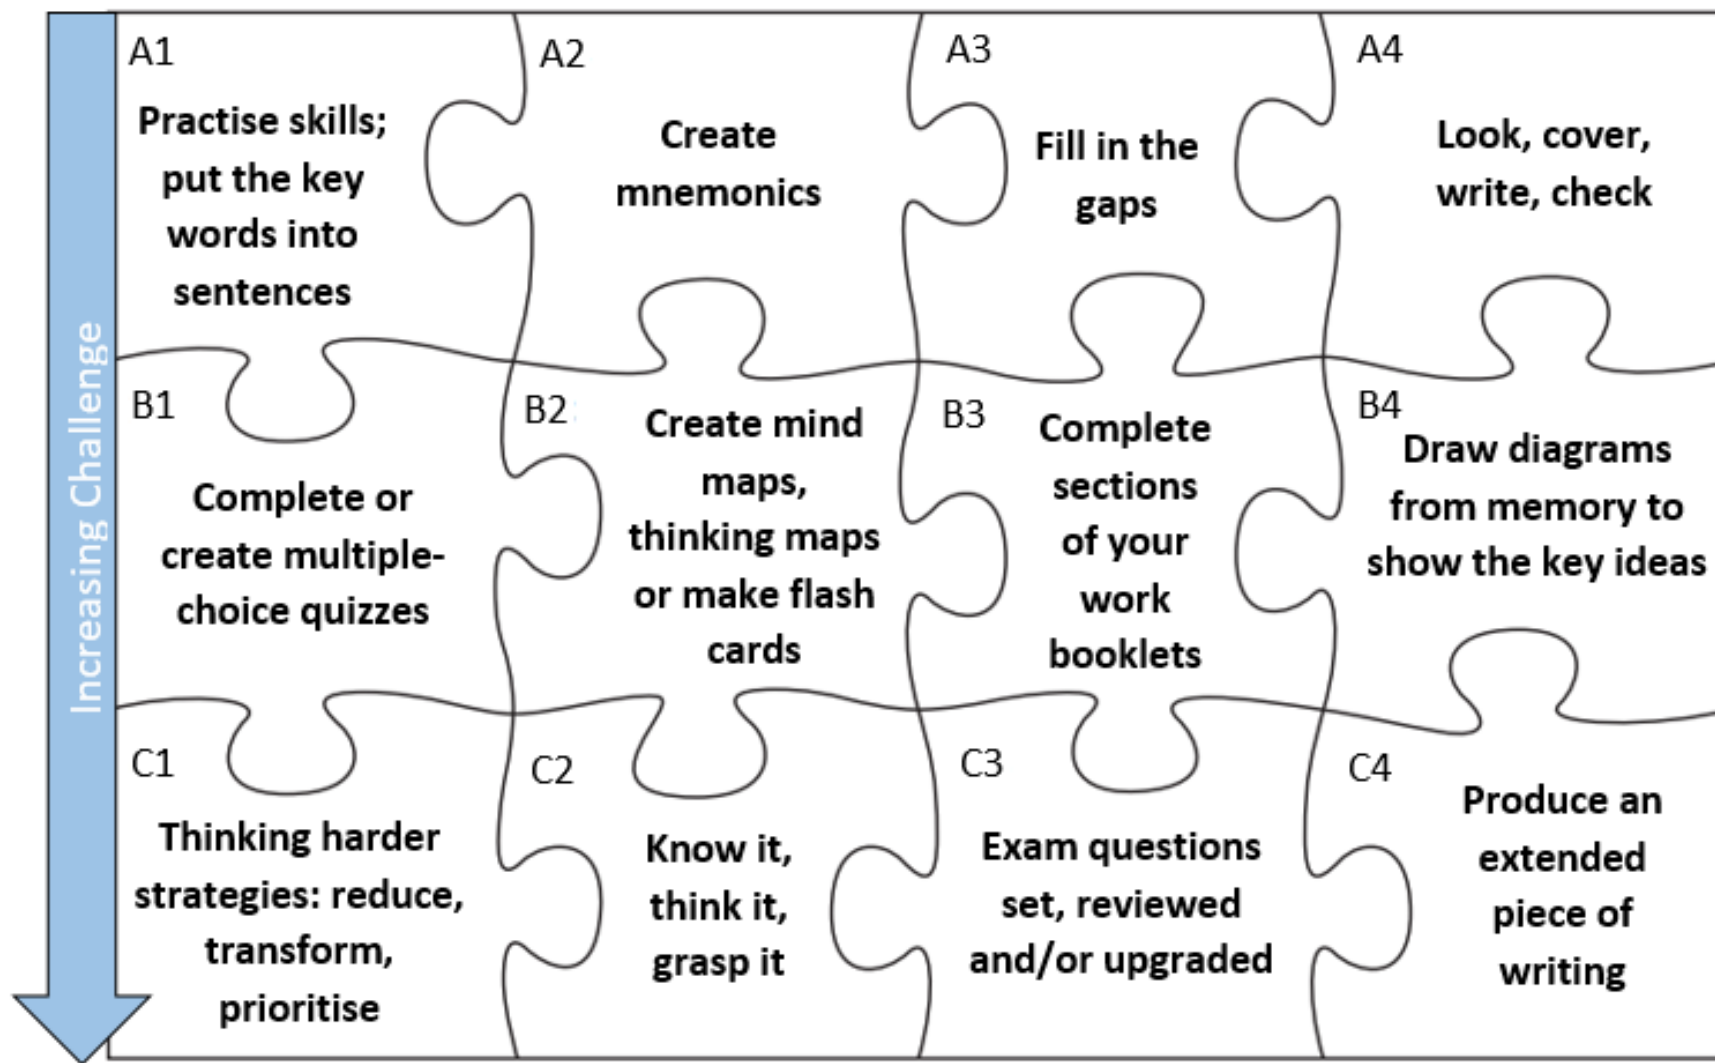 Increasing Challenge
A1
Practise skills;
put the key
words into
sentences
A2
Create
mnemonics
A3
Fill in the
gaps
A4
Look, cover,
write, check
B1
Complete or
create multiple-
choice quizzes
B2
Create mind
maps,
thinking maps
or make flash
cards
B3
Complete
sections
of your
work
booklets
B4
Draw diagrams
from memory to
show the key ideas
C1
Thinking harder
strategies: reduce,
transform,
prioritise
C2
Know it,
think it,
grasp it
C3
Exam questions
set, reviewed
and/or upgraded
C4
Produce an
extended
piece of
writing